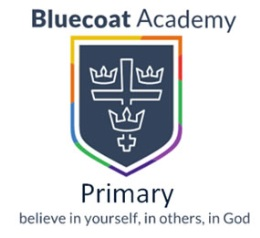 Bluecoat Academy
Primary
believe in yourself, in others, in God